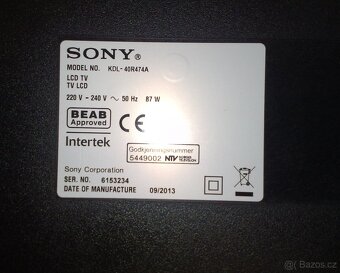 SONY®
MODEL NO. KDL-40R474A
LCD TV
TV LCD
220 V - 240 V ~ 50 Hz 87 W
BEAB
Approved
CE
Intertek
Godkjenningsnummer
5449002 NTV
Sony Corporation
SER. NO. 6153234
DATE OF MANUFACTURE 09/2013
Bazos.cz